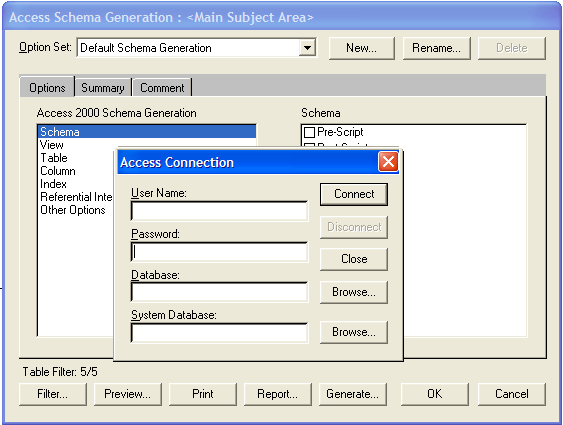 Access Schema Generation : <Main Subject Area>
Option Set: Default Schema Generation New... Rename... Delete
Options Summary Comment
Access 2000 Schema Generation Schema
Schema
View
Table
Column
Index
Referential Inte
Other Options
Pre-Script
Access Connection
User Name:
Connect
Password:
Disconnect
Close
Database:
Browse...
System Database:
Browse...
Table Filter: 5/5
Filter... Preview... Print Report... Generate... OK Cancel